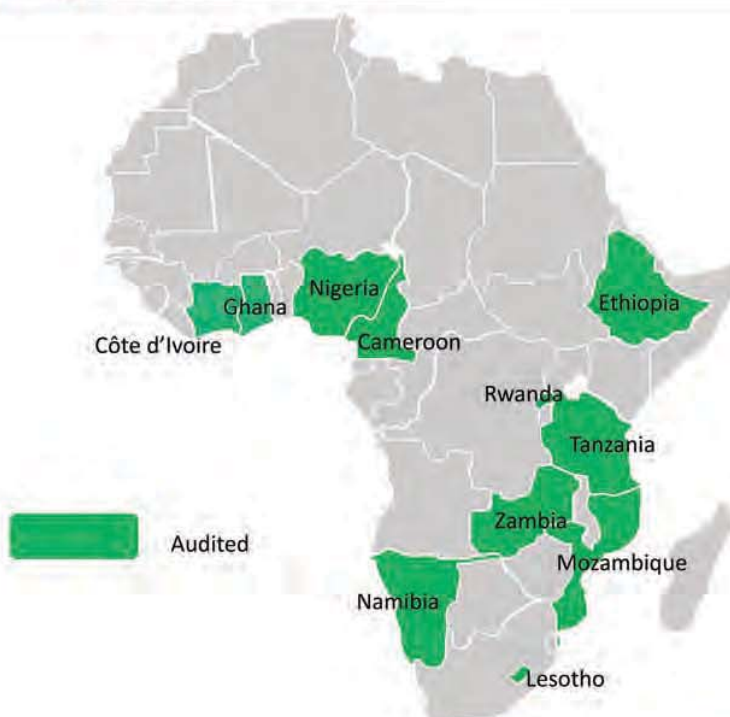 Ghana
Nigeria
Ethiopia
Côte d’Ivoire
Cameroon
Rwanda
Tanzania
Zambia
Audited
Mozambique
Namibia
Lesotho